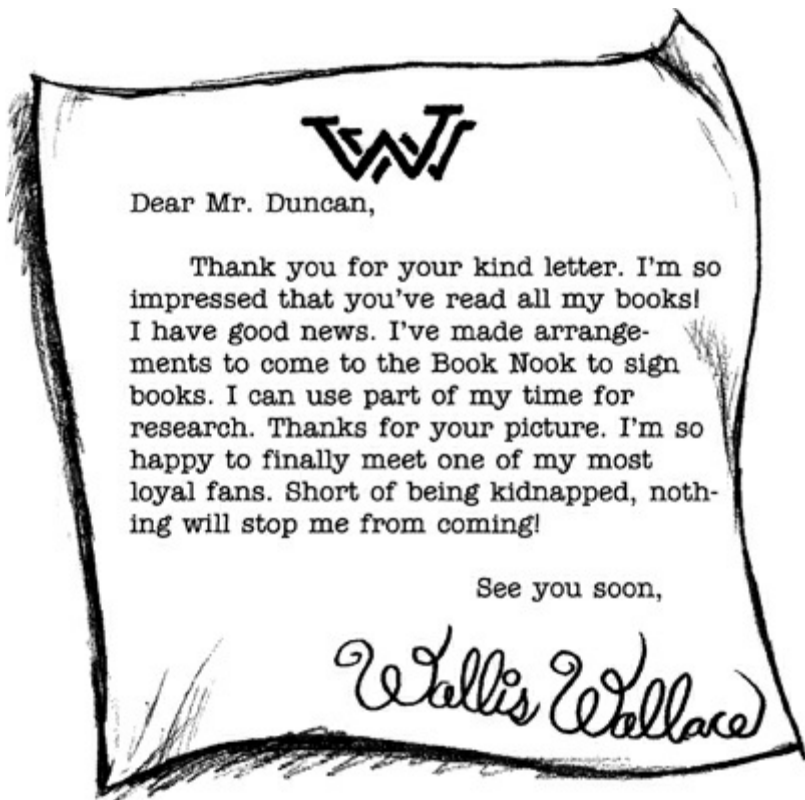 WW
Dear Mr. Duncan,
Thank you for your kind letter. I'm so
impressed that you've read all my books!
I have good news. I've made arrange-
ments to come to the Book Nook to sign
books. I can use part of my time for
research. Thanks for your picture. I'm so
happy to finally meet one of my most
loyal fans. Short of being kidnapped, noth-
ing will stop me from coming!
See you soon,
Wallis Wallace